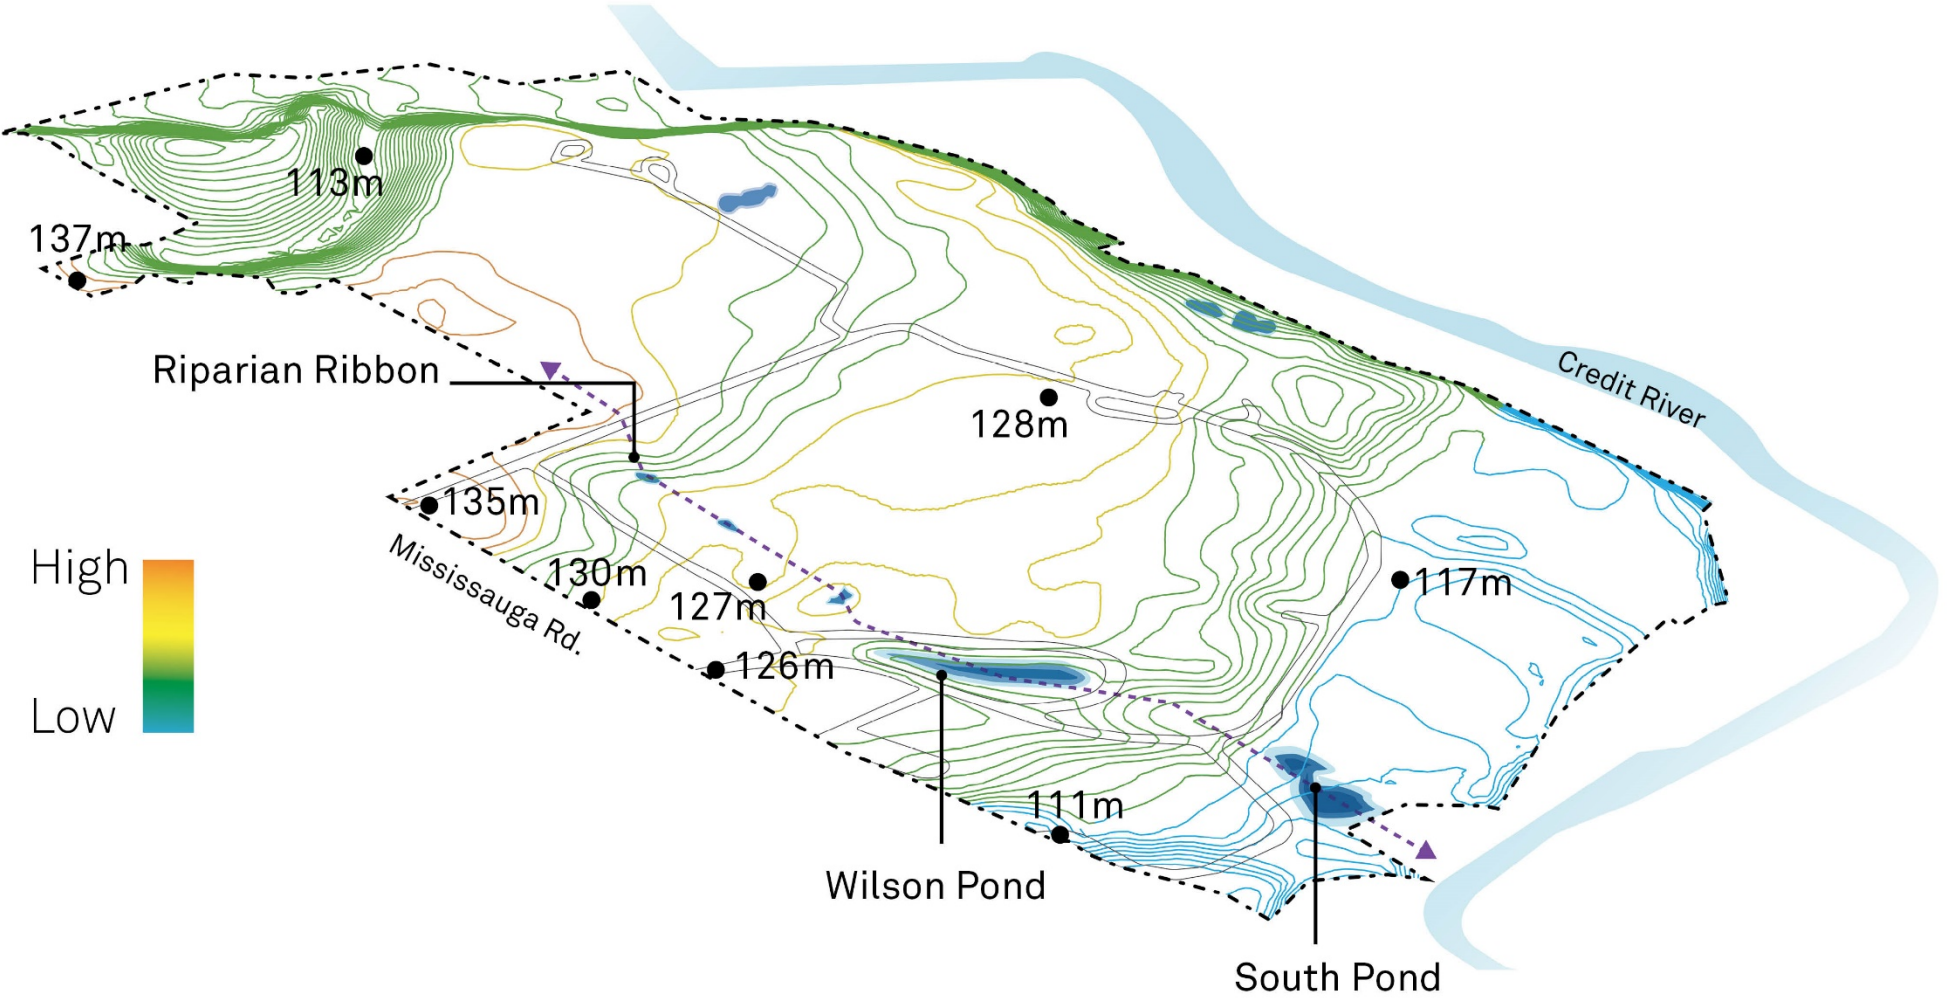 113m
137m
Credit River
Riparian Ribbon
128m
135m
Mississauga Rd.
High
130m
117m
127m
126m
Low
111m
Wilson Pond
South Pond